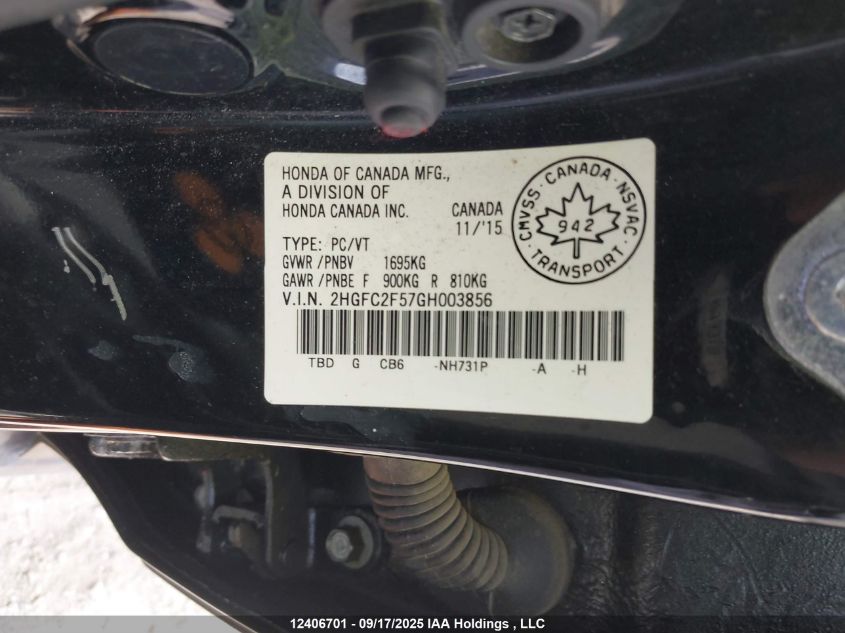 HONDA OF CANADA MFG.,
A DIVISION OF
HONDA CANADA INC. CANADA
11/'15
TYPE: PC/VT
GVWR/PNBV 1695KG
GAWR/PNBE F 900KG R 810KG
V.I.N. 2HGFC2F57GH003856
TBD G CB6 -NH731P -A -H
CMVSS · CANADA · NSVAC
942
TRANSPORT
12406701 - 09/17/2025 IAA Holdings , LLC